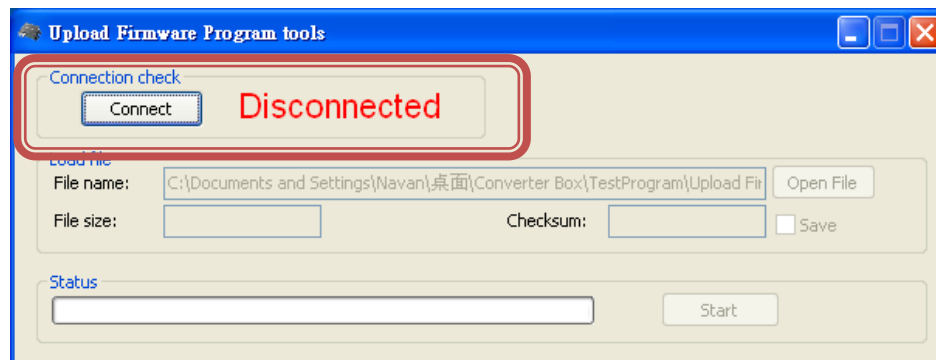 Upload Firmware Program tools
Connection check
Connect Disconnected
Load file
File name: C:\Documents and Settings\Navan\桌面\Converter Box\TestProgram\Upload Fir Open File
File size: Checksum: Save
Status
Start